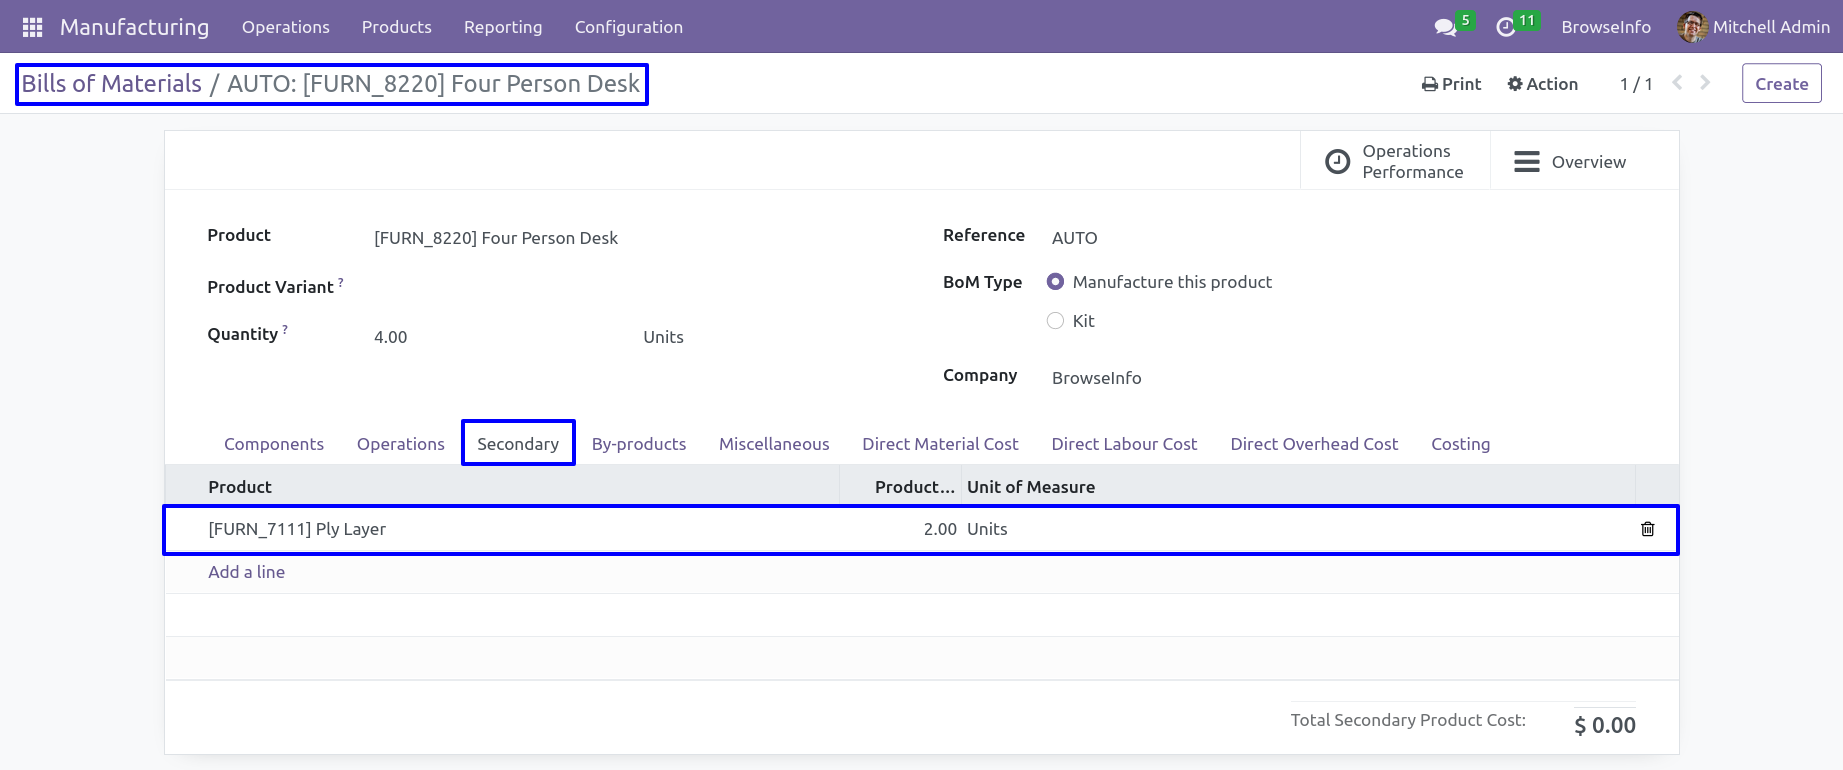 Manufacturing Operations Products Reporting Configuration 5 11 BrowseInfo Mitchell Admin
Bills of Materials / AUTO: [FURN_8220] Four Person Desk Print Action 1 / 1 Create
Operations
Performance
Overview
Product [FURN_8220] Four Person Desk
Product Variant ?
Quantity ? 4.00 Units
Reference AUTO
BoM Type Manufacture this product
Kit
Company BrowseInfo
Components Operations Secondary By-products Miscellaneous Direct Material Cost Direct Labour Cost Direct Overhead Cost Costing
Product Product... Unit of Measure
[FURN_7111] Ply Layer 2.00 Units
Add a line
Total Secondary Product Cost: $ 0.00